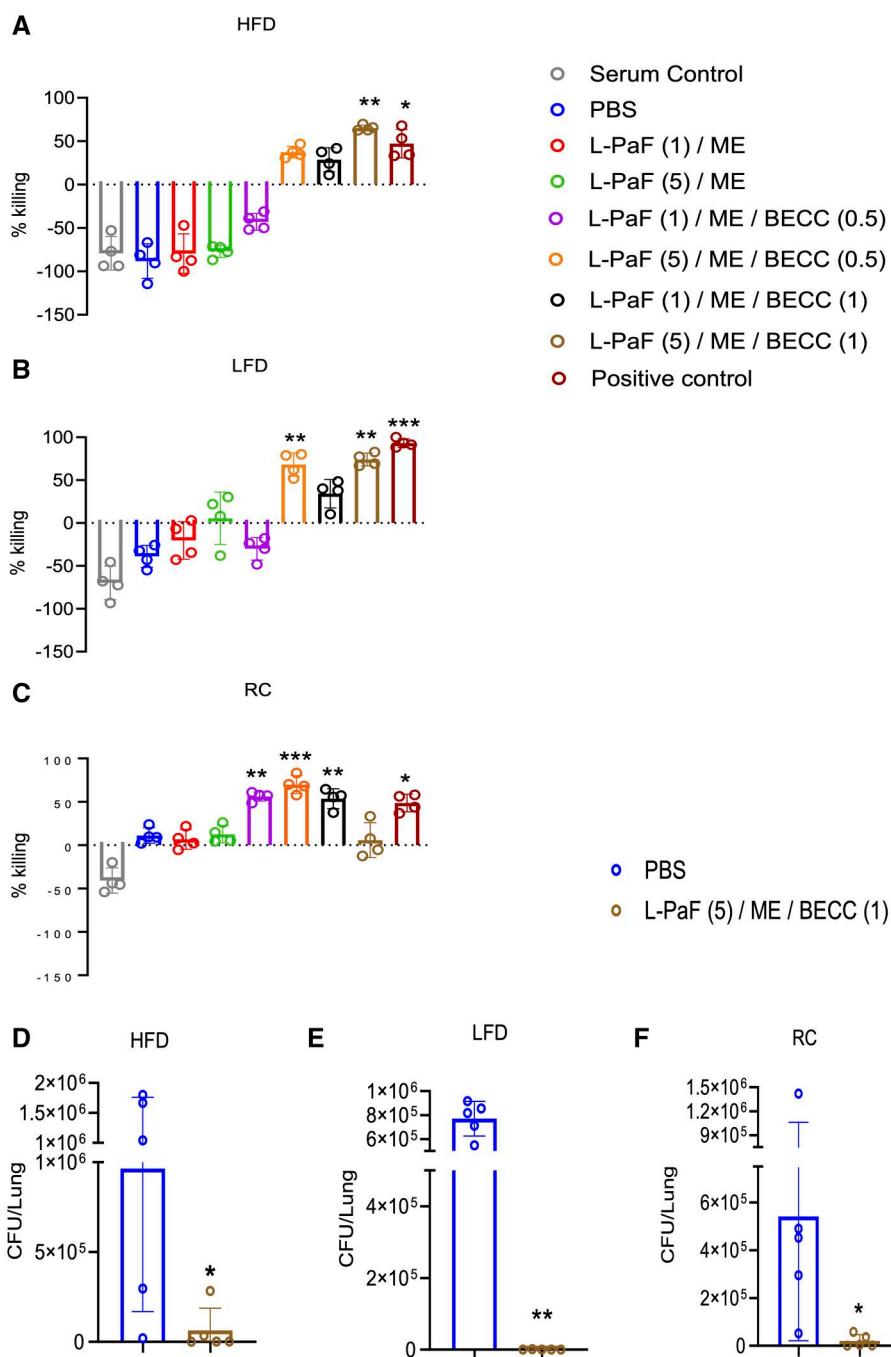 A
HFD
% killing
100
50
0
-50
-100
-150
** *
Serum Control
PBS
L-PaF (1) / ME
L-PaF (5) / ME
L-PaF (1) / ME / BECC (0.5)
L-PaF (5) / ME / BECC (0.5)
L-PaF (1) / ME / BECC (1)
L-PaF (5) / ME / BECC (1)
Positive control
B
LFD
% killing
100
50
0
-50
-100
-150
** ** ***
C
RC
% killing
100
50
0
-50
-100
-150
** *** ** *
PBS
L-PaF (5) / ME / BECC (1)
D
HFD
CFU/Lung
2×10⁶
1.5×10⁶
1×10⁶
1×10⁶
5×10⁵
0
*
E
LFD
CFU/Lung
1×10⁶
8×10⁵
6×10⁵
4×10⁵
2×10⁵
0
**
F
RC
CFU/Lung
1.5×10⁶
1.2×10⁶
9×10⁵
6×10⁵
4×10⁵
2×10⁵
0
*